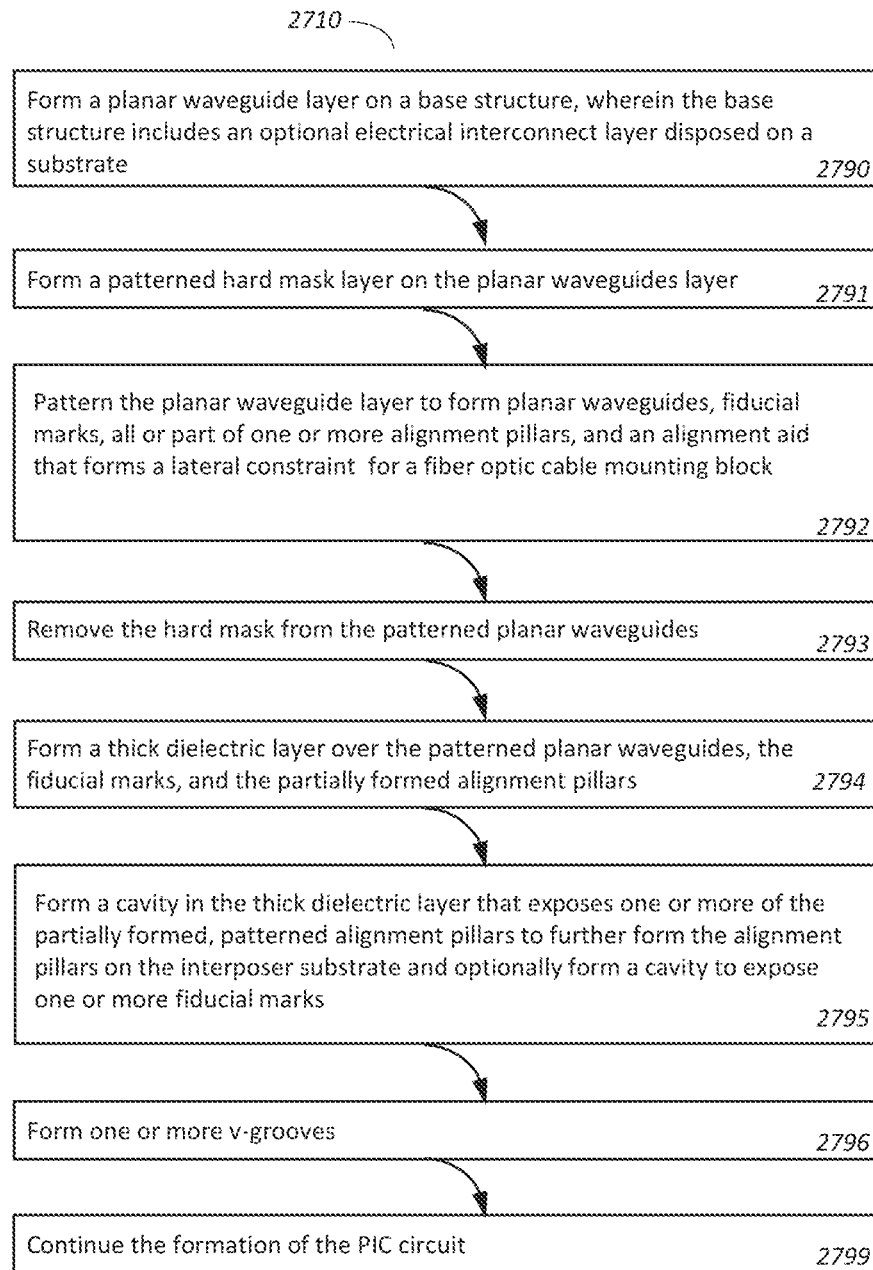 2710
Form a planar waveguide layer on a base structure, wherein the base
structure includes an optional electrical interconnect layer disposed on a
substrate
2790
Form a patterned hard mask layer on the planar waveguides layer
2791
Pattern the planar waveguide layer to form planar waveguides, fiducial
marks, all or part of one or more alignment pillars, and an alignment aid
that forms a lateral constraint for a fiber optic cable mounting block
2792
Remove the hard mask from the patterned planar waveguides
2793
Form a thick dielectric layer over the patterned planar waveguides, the
fiducial marks, and the partially formed alignment pillars
2794
Form a cavity in the thick dielectric layer that exposes one or more of the
partially formed, patterned alignment pillars to further form the alignment
pillars on the interposer substrate and optionally form a cavity to expose
one or more fiducial marks
2795
Form one or more v-grooves
2796
Continue the formation of the PIC circuit
2799